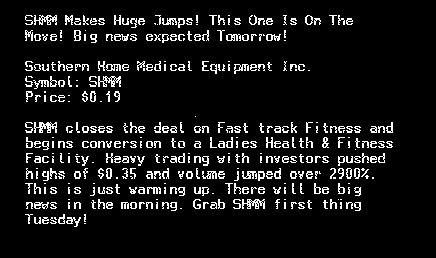 SHMM Makes Huge Jumps! This One Is On The
Move! Big news expected Tomorrow!
Southern Home Medical Equipment Inc.
Symbol: SHMM
Price: $0.19
SHMM closes the deal on Fast track Fitness and
begins conversion to a Ladies Health & Fitness
Facility. Heavy trading with investors pushed
highs of $0.35 and volume jumped over 2900%.
This is just warming up. There will be big
news in the morning. Grab SHMM first thing
Tuesday!